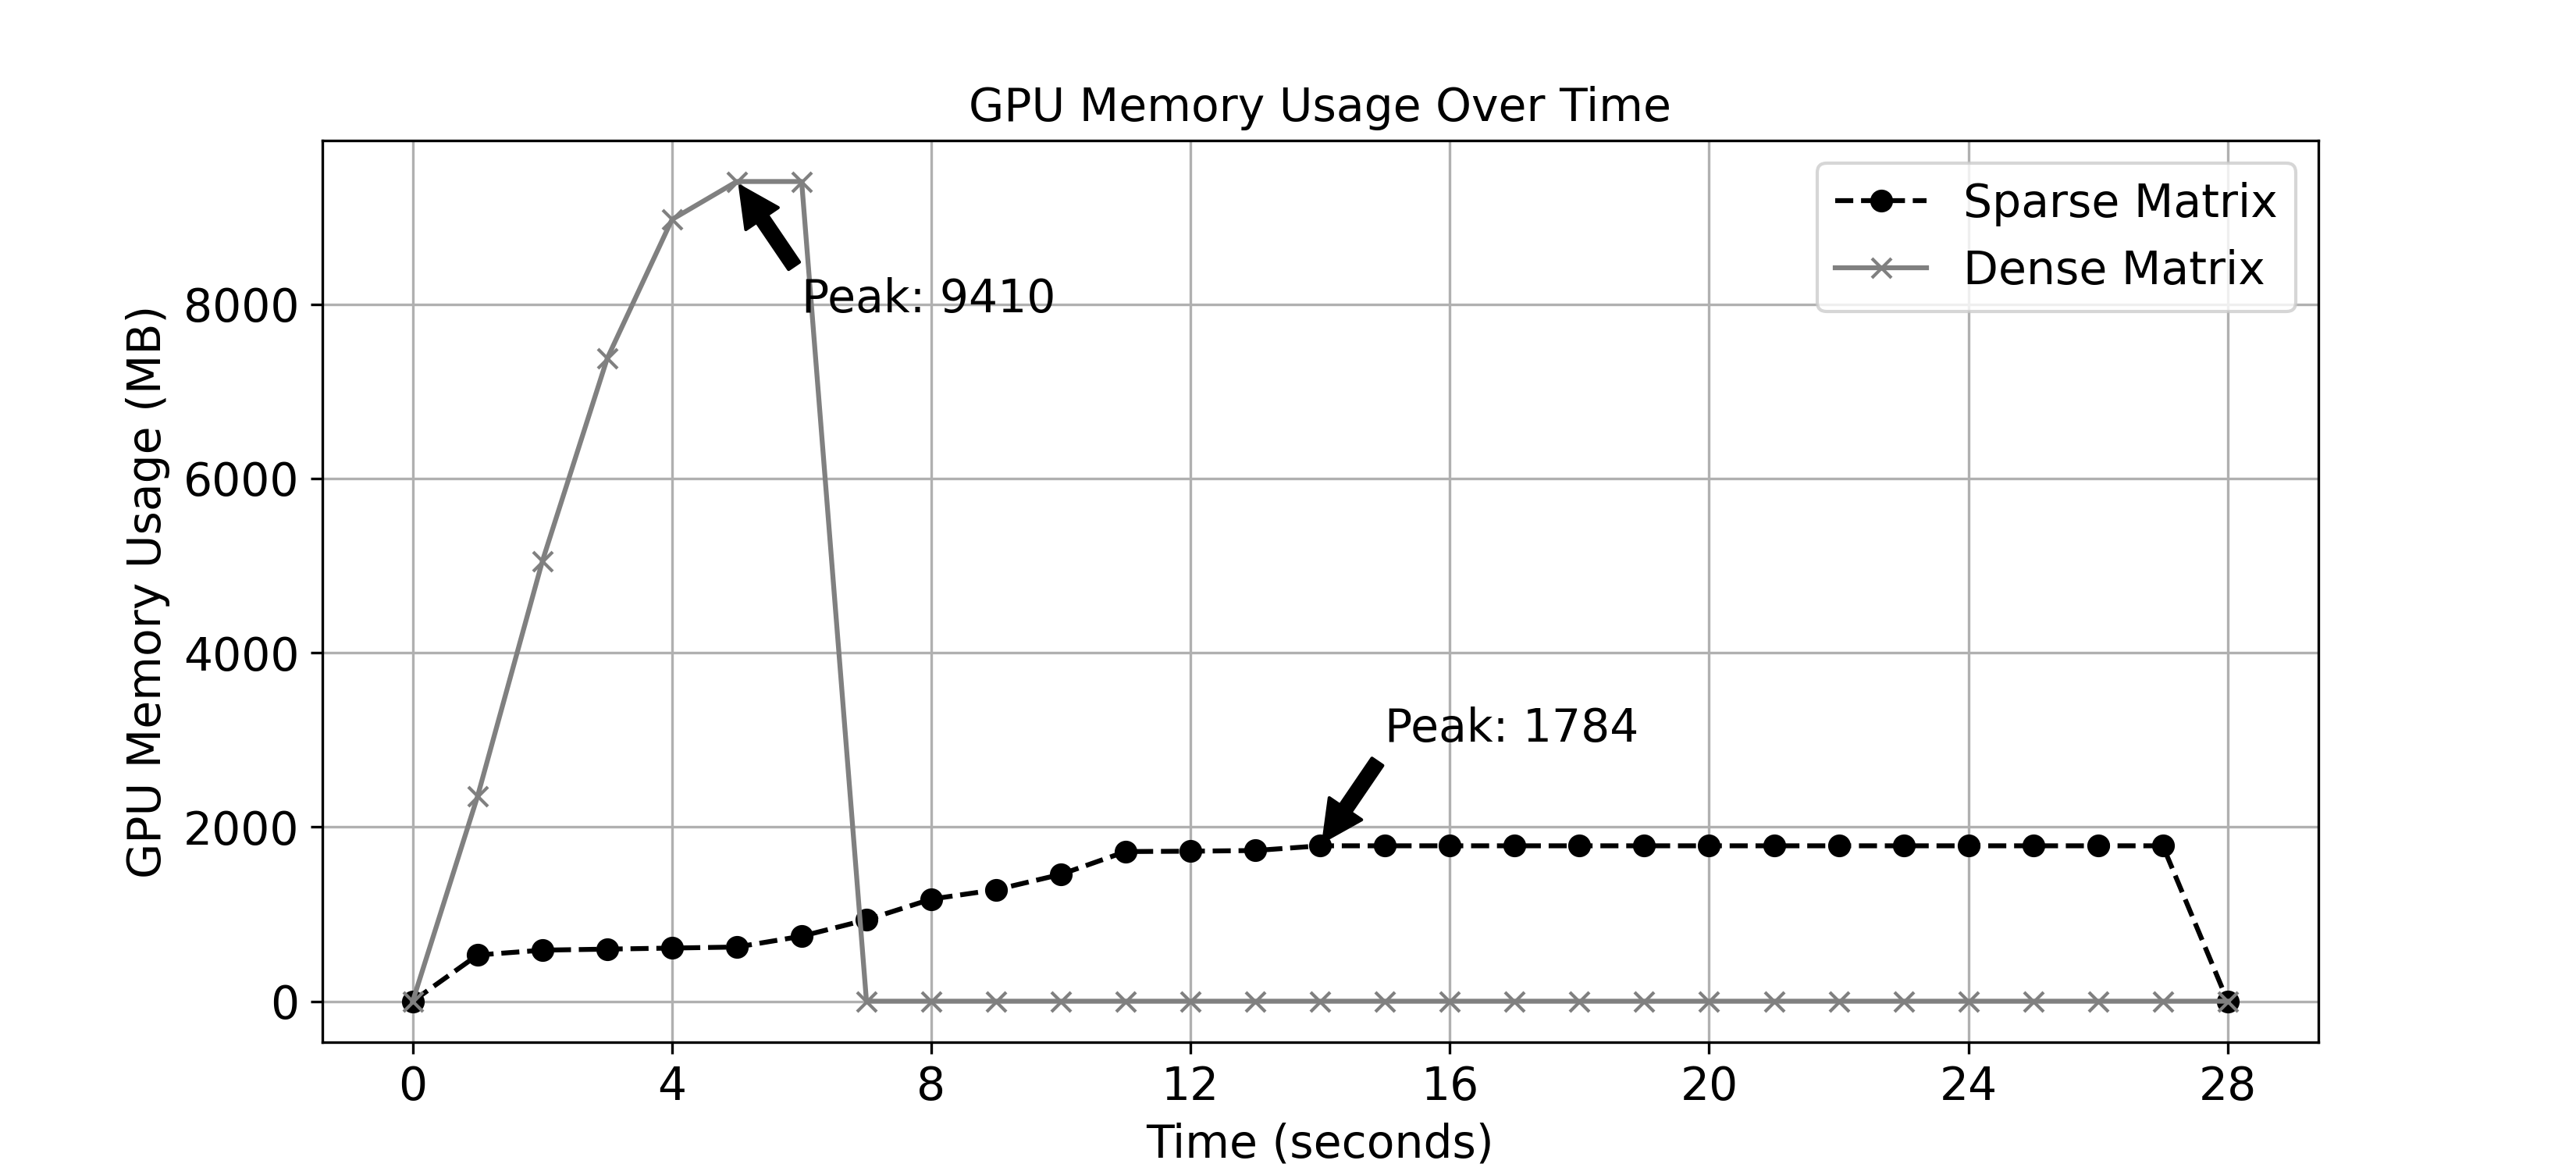 GPU Memory Usage Over Time
Sparse Matrix
Dense Matrix
Peak: 9410
Peak: 1784
GPU Memory Usage (MB)
8000
6000
4000
2000
0
0 4 8 12 16 20 24 28
Time (seconds)